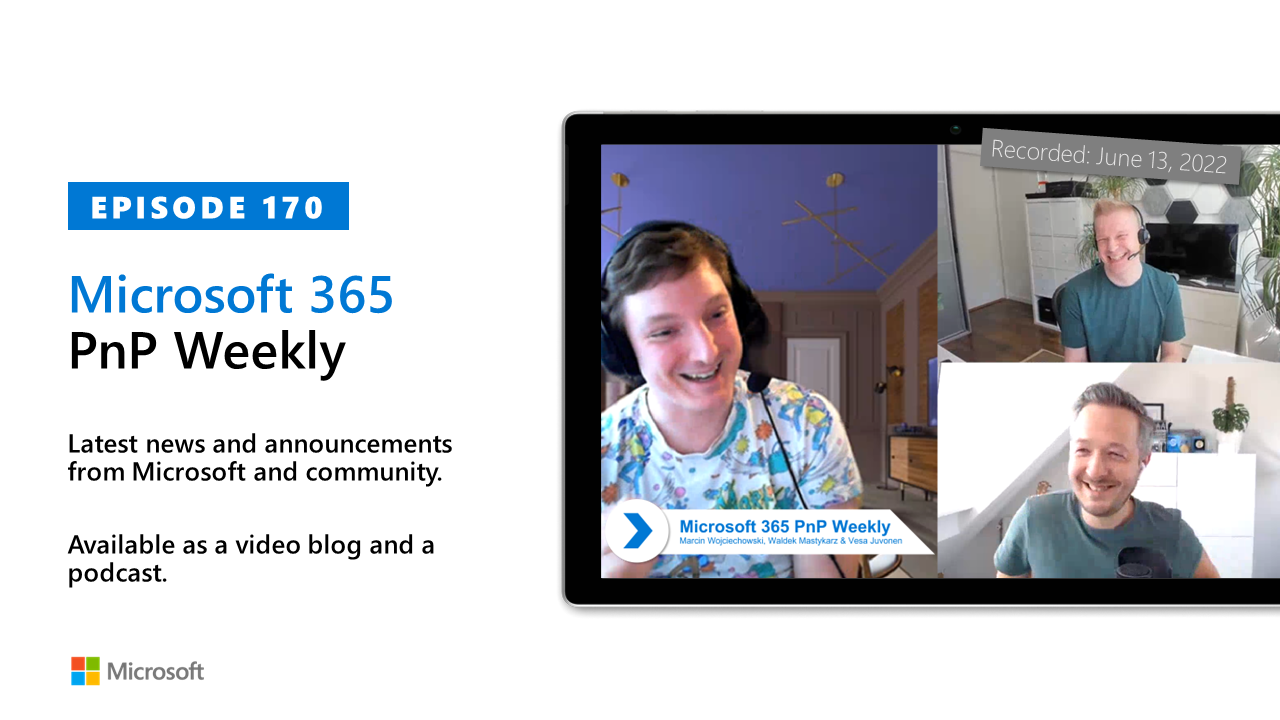 EPISODE 170
Microsoft 365
PnP Weekly
Latest news and announcements
from Microsoft and community.
Available as a video blog and a
podcast.
Microsoft
Recorded: June 13, 2022
Microsoft 365 PnP Weekly
Marcin Wojciechowski, Waldek Mastykarz & Vesa Juvonen